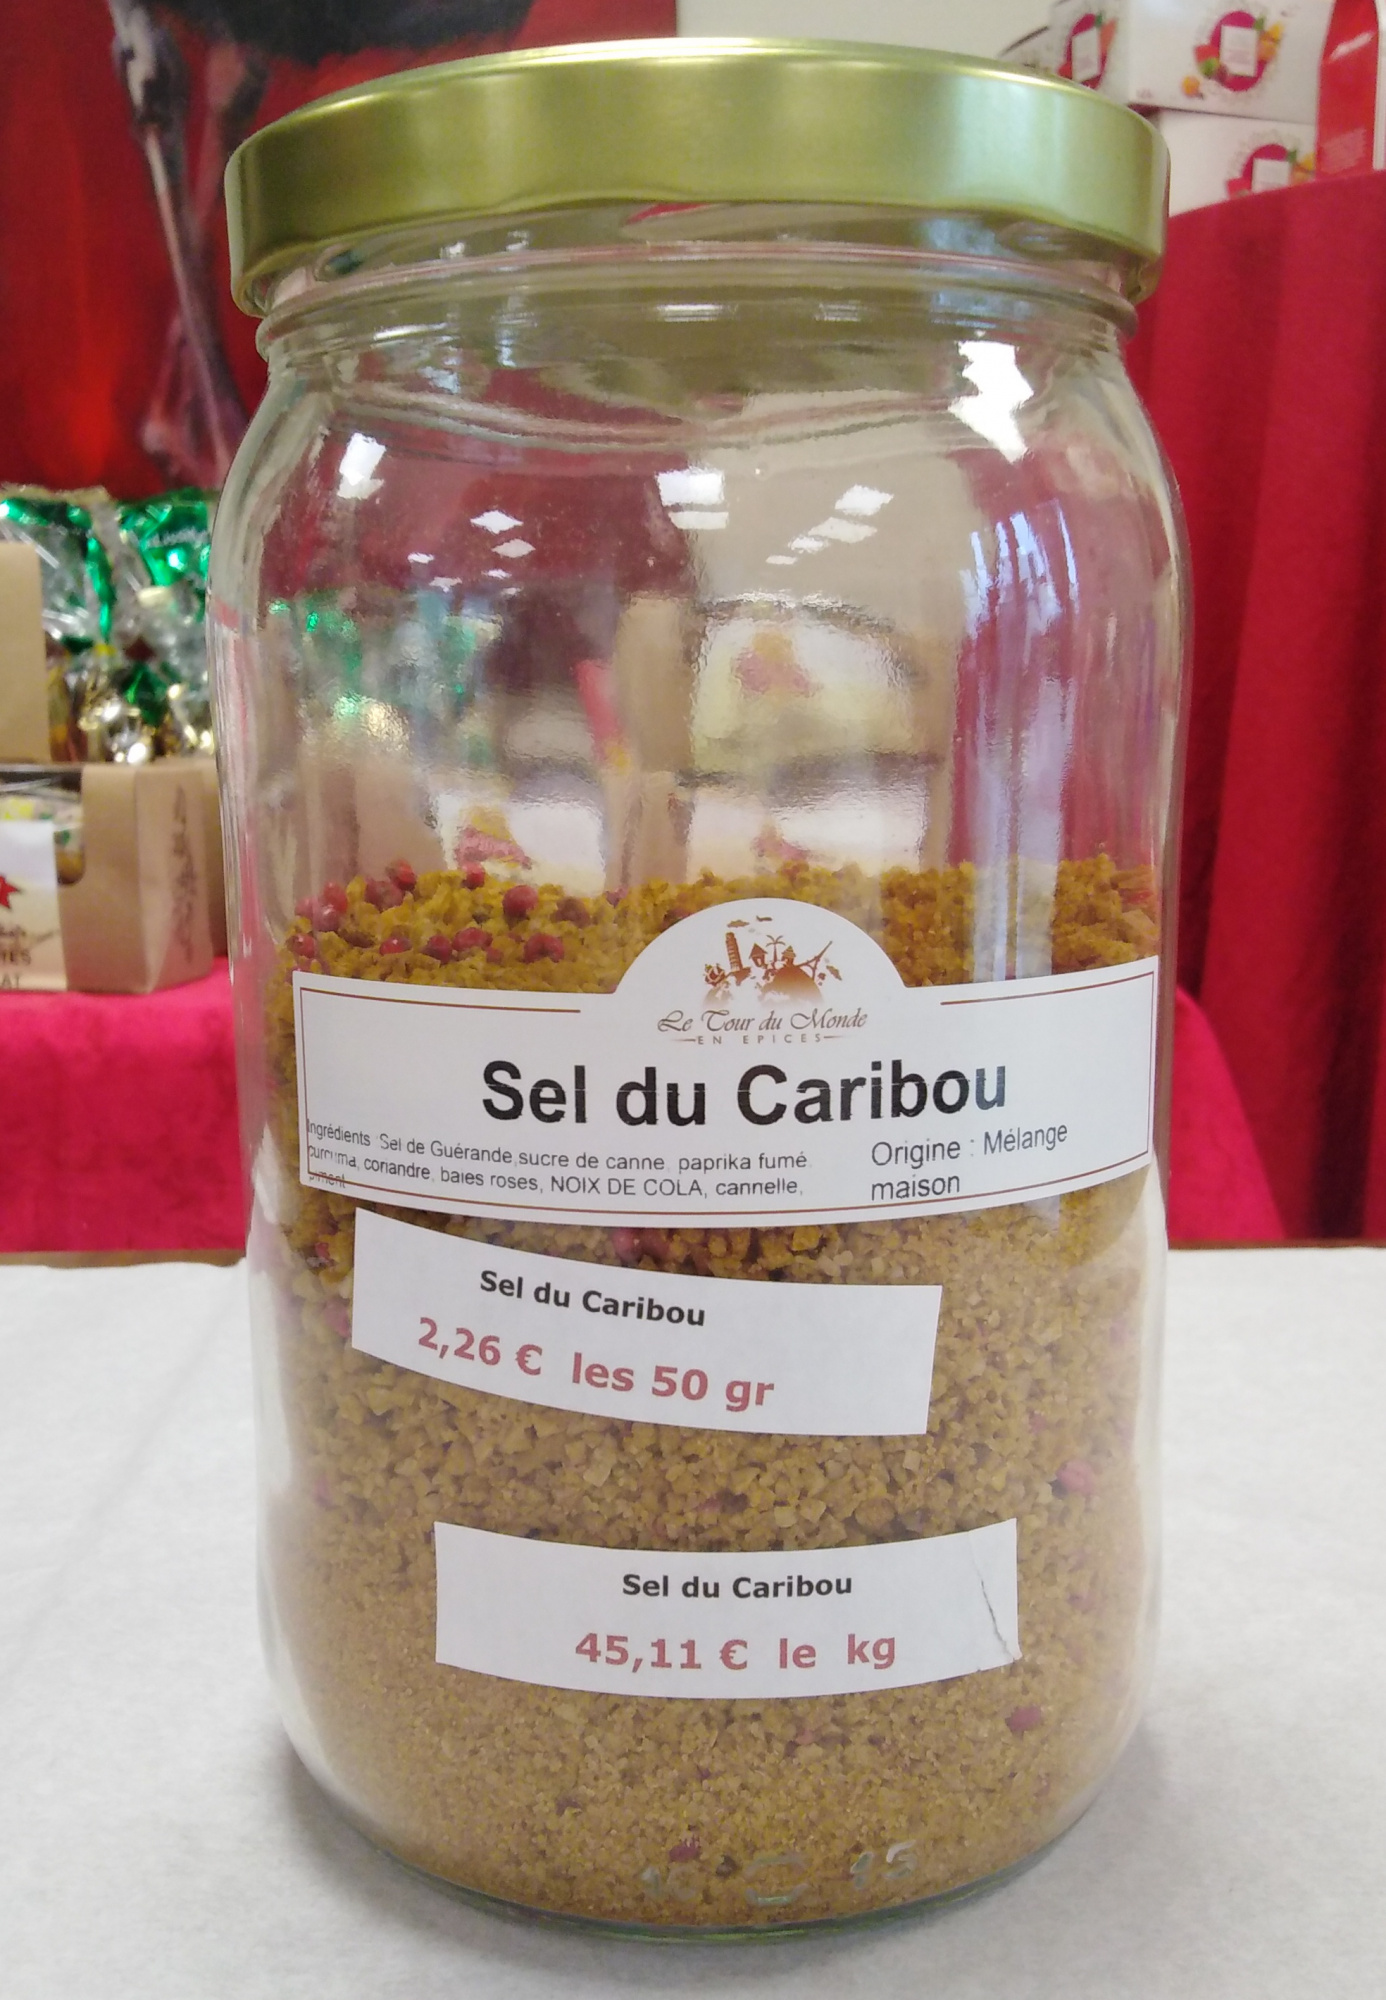 Le Tour du Monde
EN EPICES
Sel du Caribou
Ingrédients : Sel de Guérande, sucre de canne, paprika fumé,
curcuma, coriandre, baies roses, NOIX DE COLA, cannelle,
piment
Origine : Mélange
maison
Sel du Caribou
2,26 € les 50 gr
Sel du Caribou
45,11 € le kg